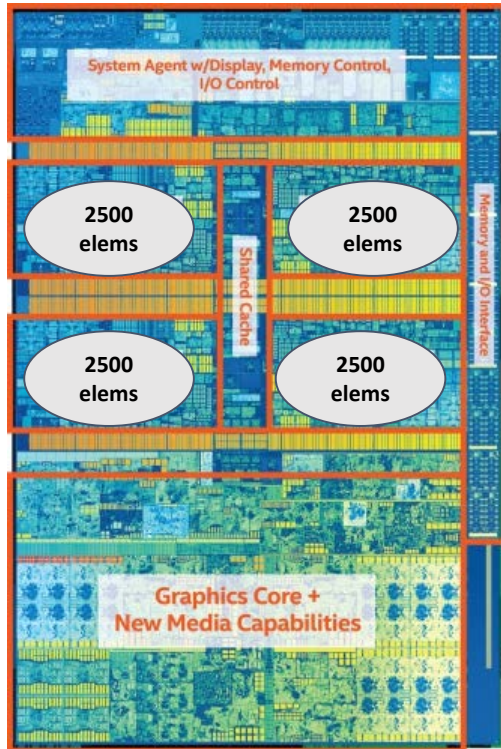 System Agent w/Display, Memory Control,
I/O Control
2500
elems
2500
elems
Shared Cache
Memory and I/O Interface
2500
elems
2500
elems
Graphics Core +
New Media Capabilities